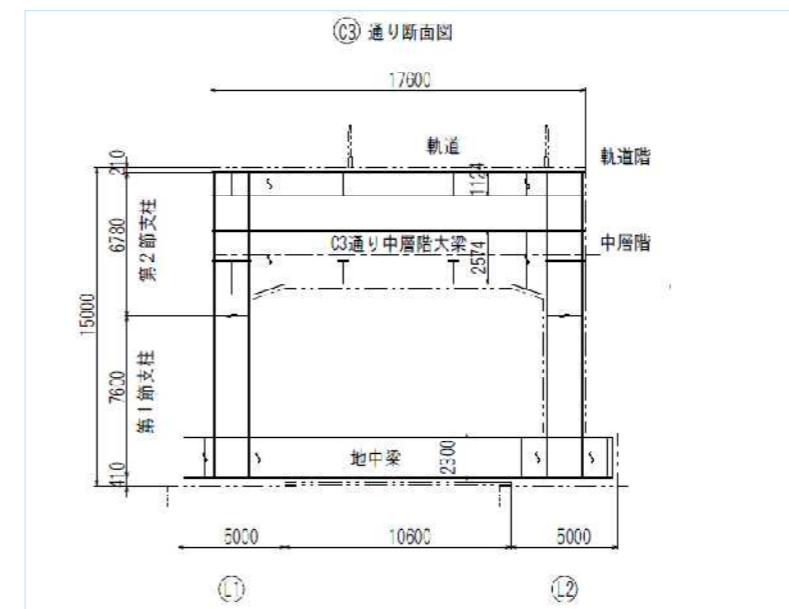 C3 通り断面図
17600
軌道
軌道階
210
1124
6780
第2節支柱
C3通り中層階大梁
2574
中層階
15000
7600
第1節支柱
地中梁
2300
410
5000 10600 5000
L1 L2